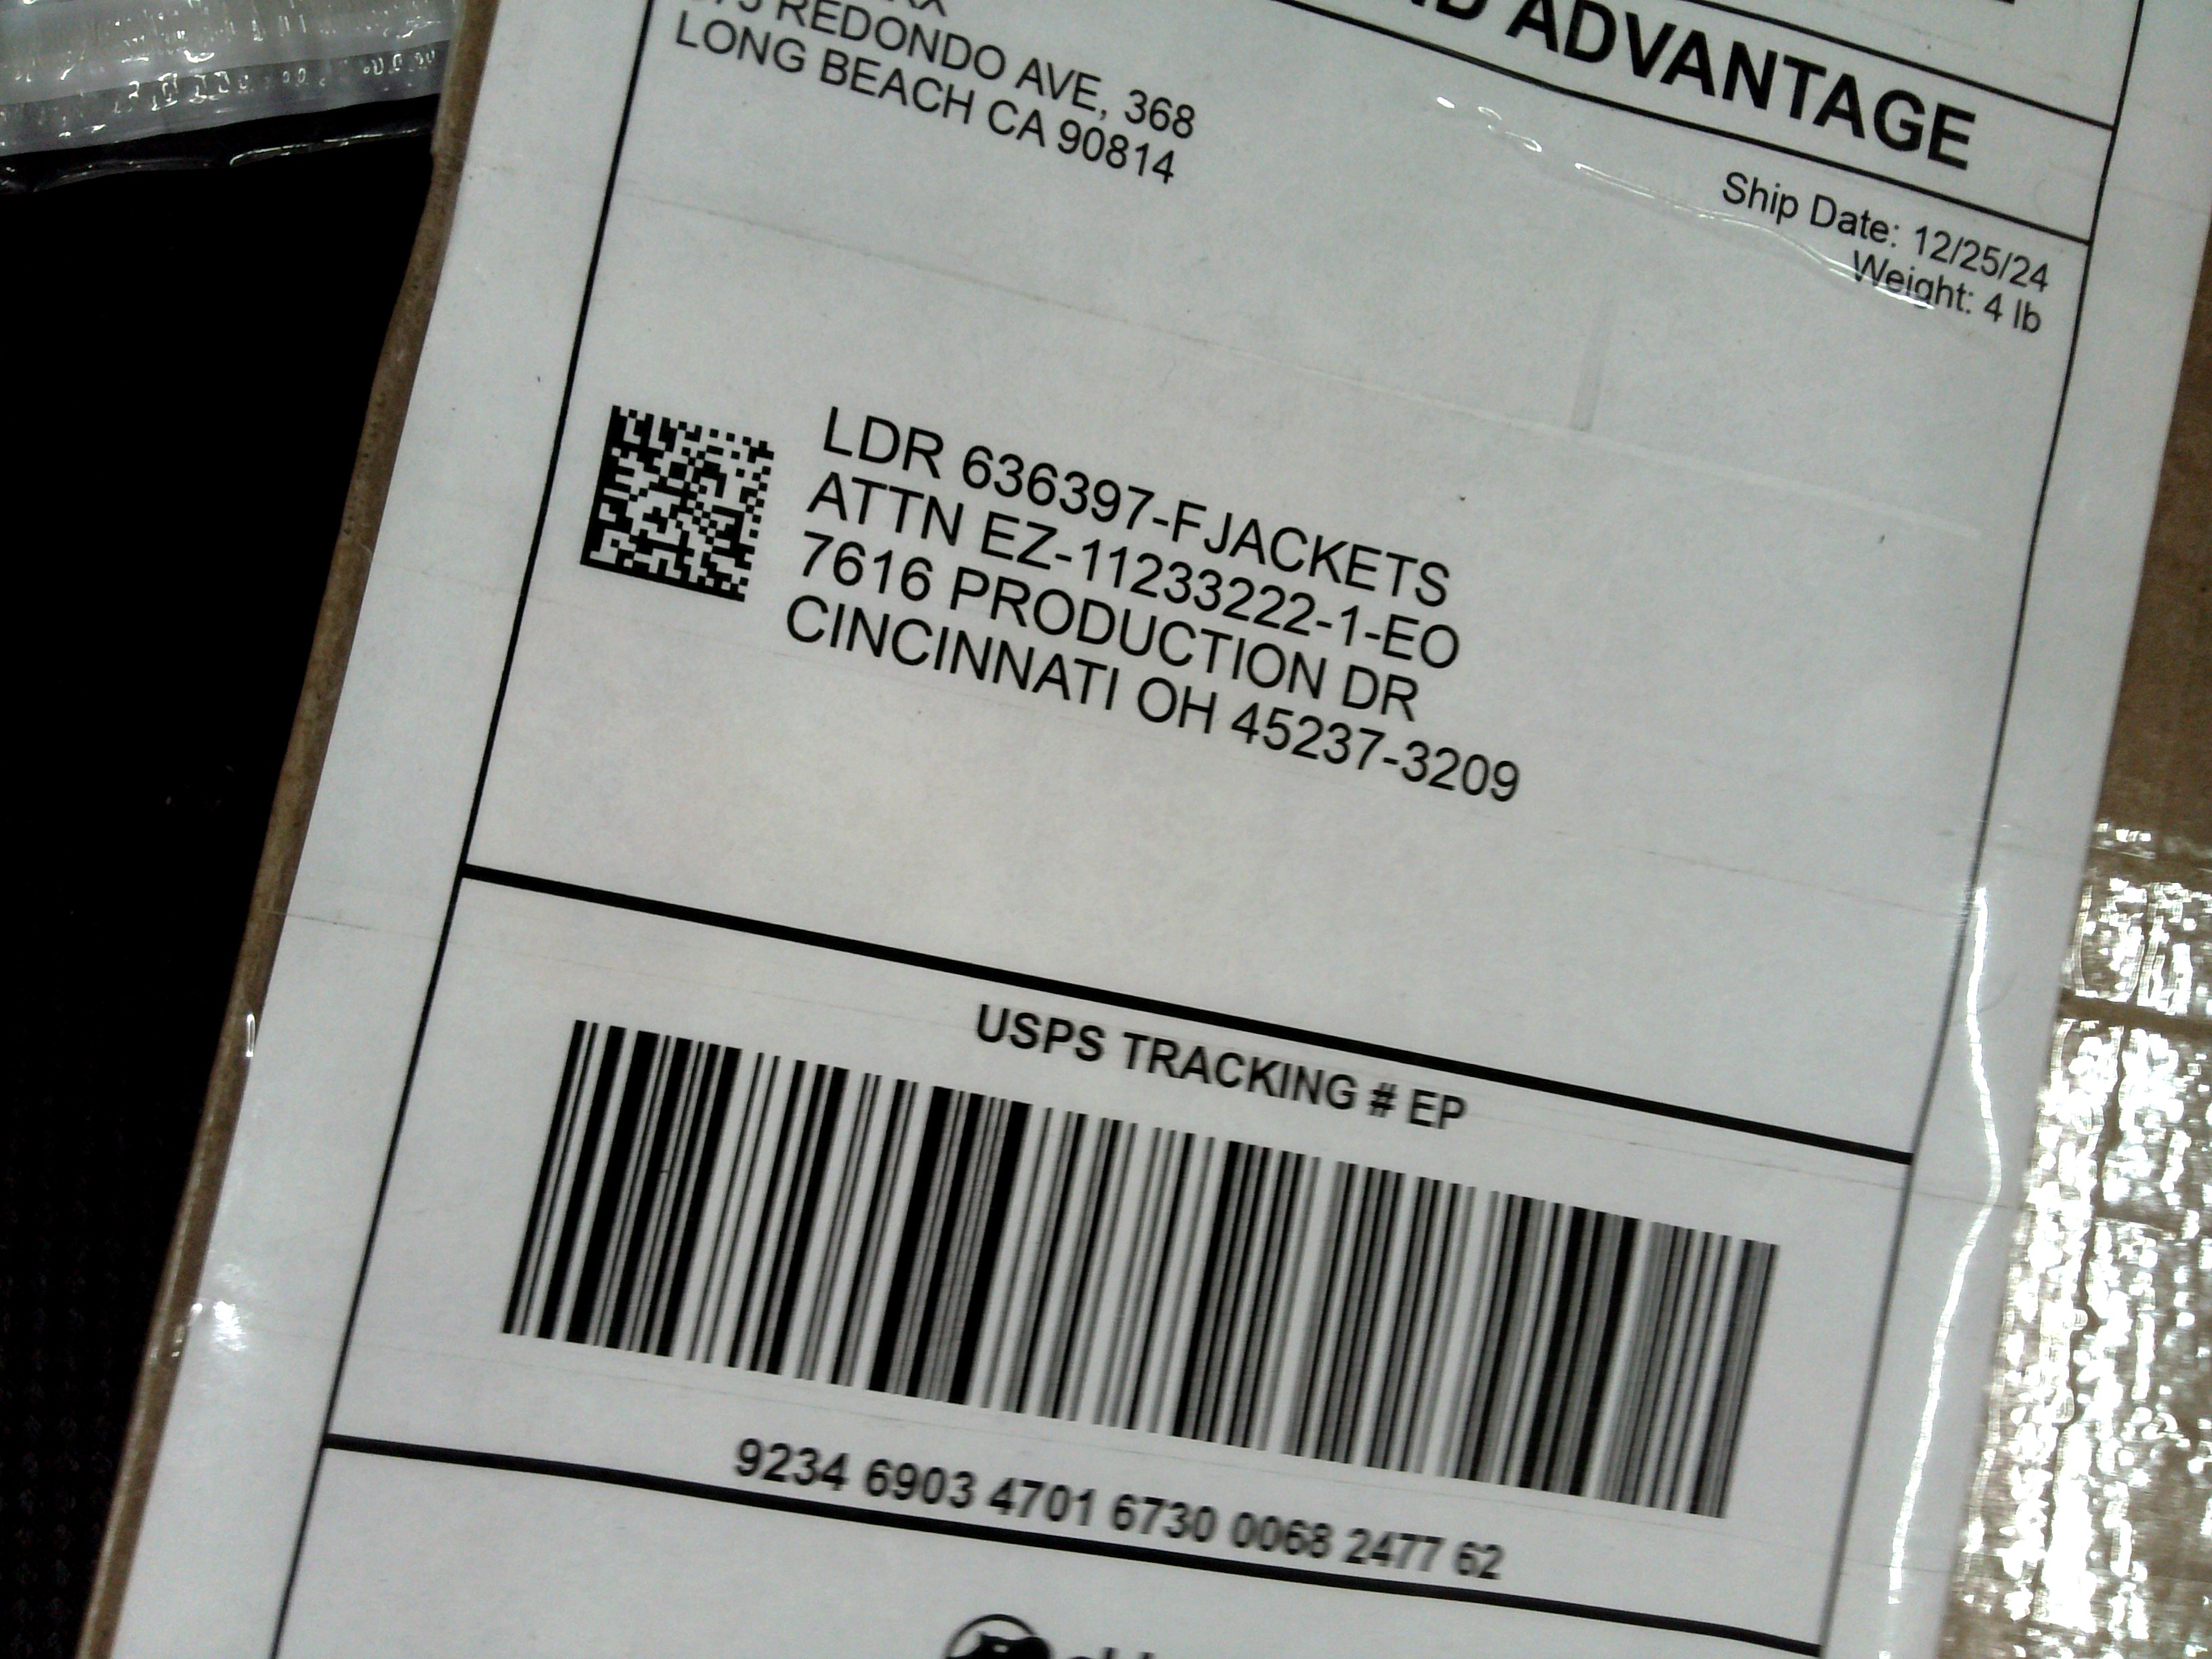 ADVANTAGE
REDONDO AVE, 368
LONG BEACH CA 90814
Ship Date: 12/25/24
Weight: 4 lb
LDR 636397-FJACKETS
ATTN EZ-11233222-1-EO
7616 PRODUCTION DR
CINCINNATI OH 45237-3209
USPS TRACKING # EP
9234 6903 4701 6730 0068 2477 62